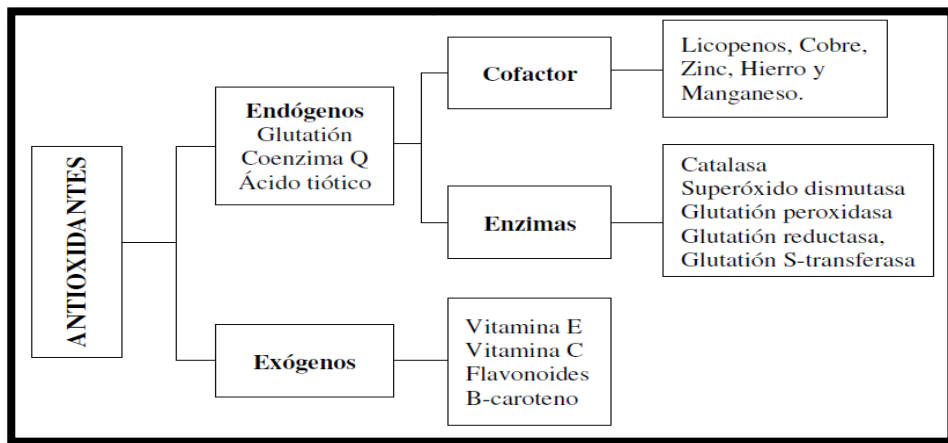 ANTIOXIDANTES
Endógenos
Glutatión
Coenzima Q
Ácido tiótico
Cofactor
Licopenos, Cobre,
Zinc, Hierro y
Manganeso.
Enzimas
Catalasa
Superóxido dismutasa
Glutatión peroxidasa
Glutatión reductasa,
Glutatión S-transferasa
Exógenos
Vitamina E
Vitamina C
Flavonoides
B-caroteno